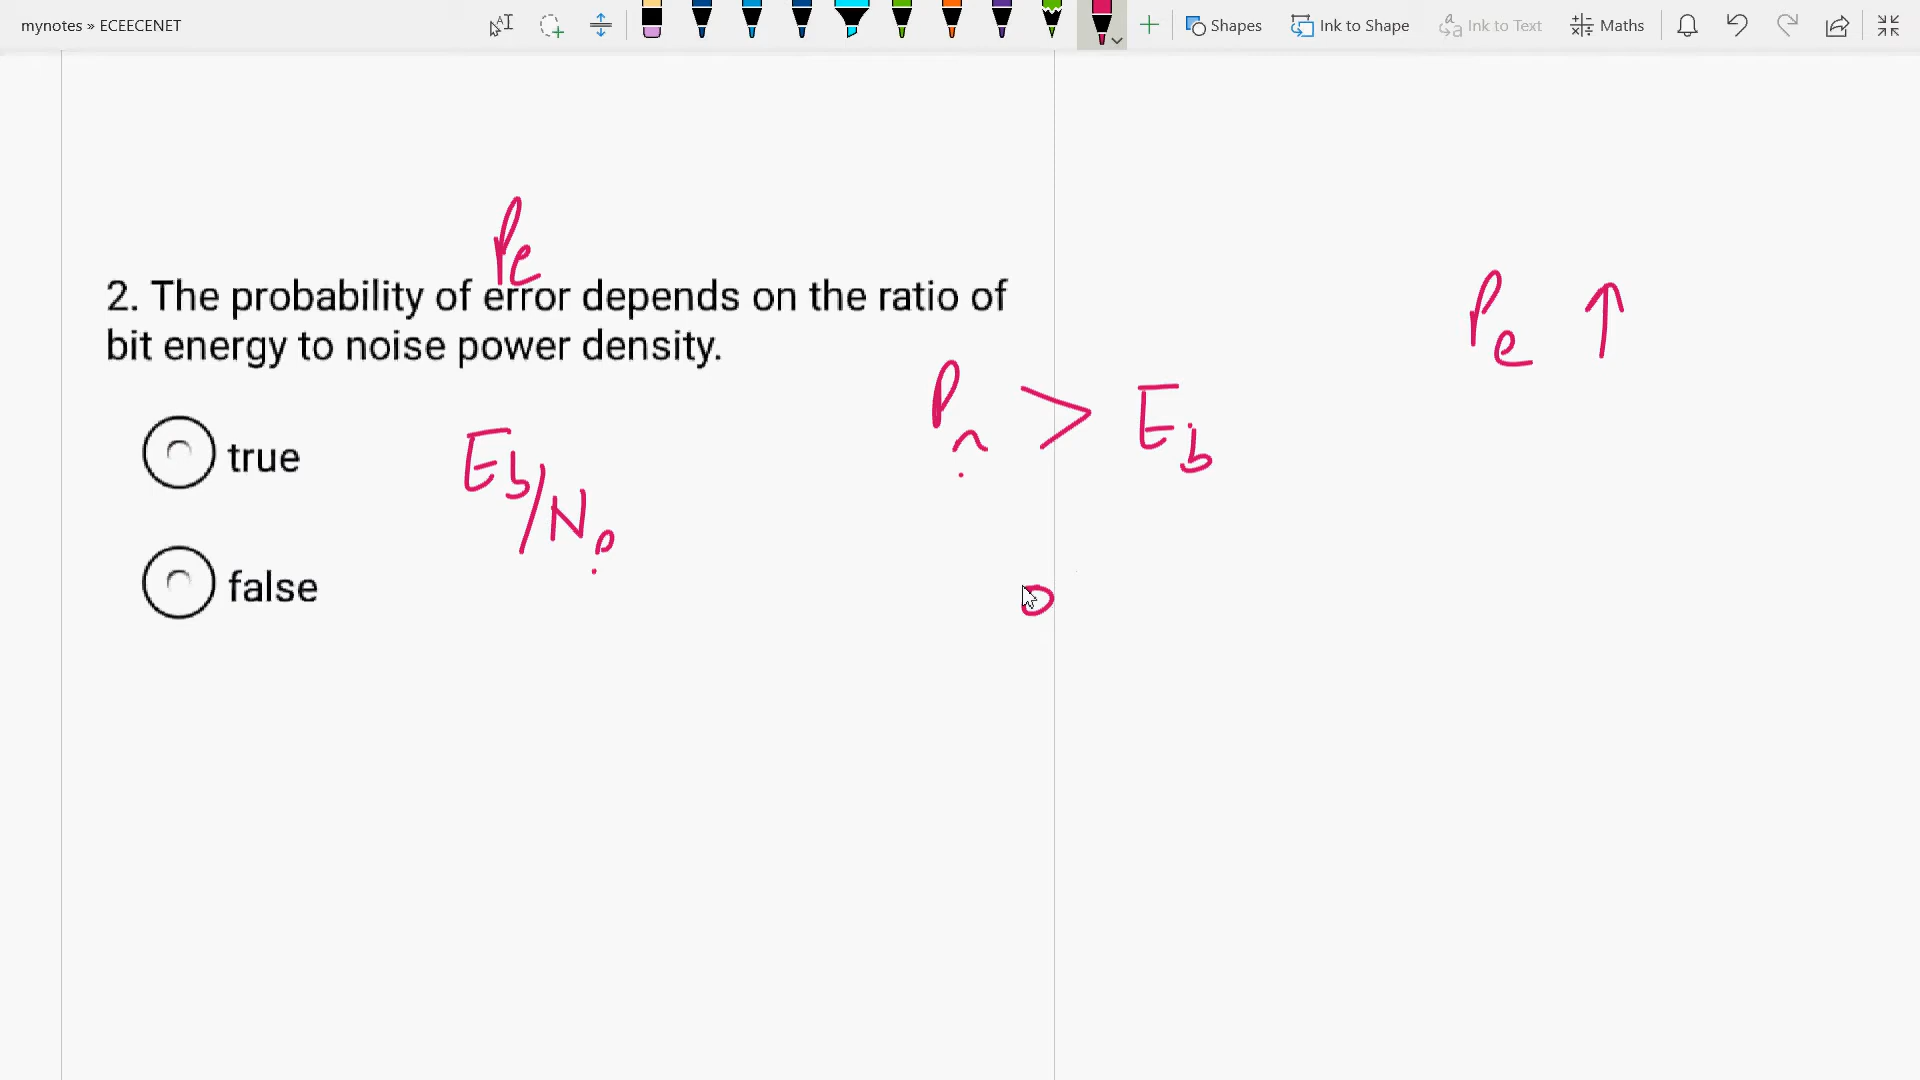 mynotes » ECEECENET
Shapes
Ink to Shape
Ink to Text
Maths
Pe
2. The probability of error depends on the ratio of
bit energy to noise power density.
Pe ↑
Pn > Eb
true
Eb/No
false